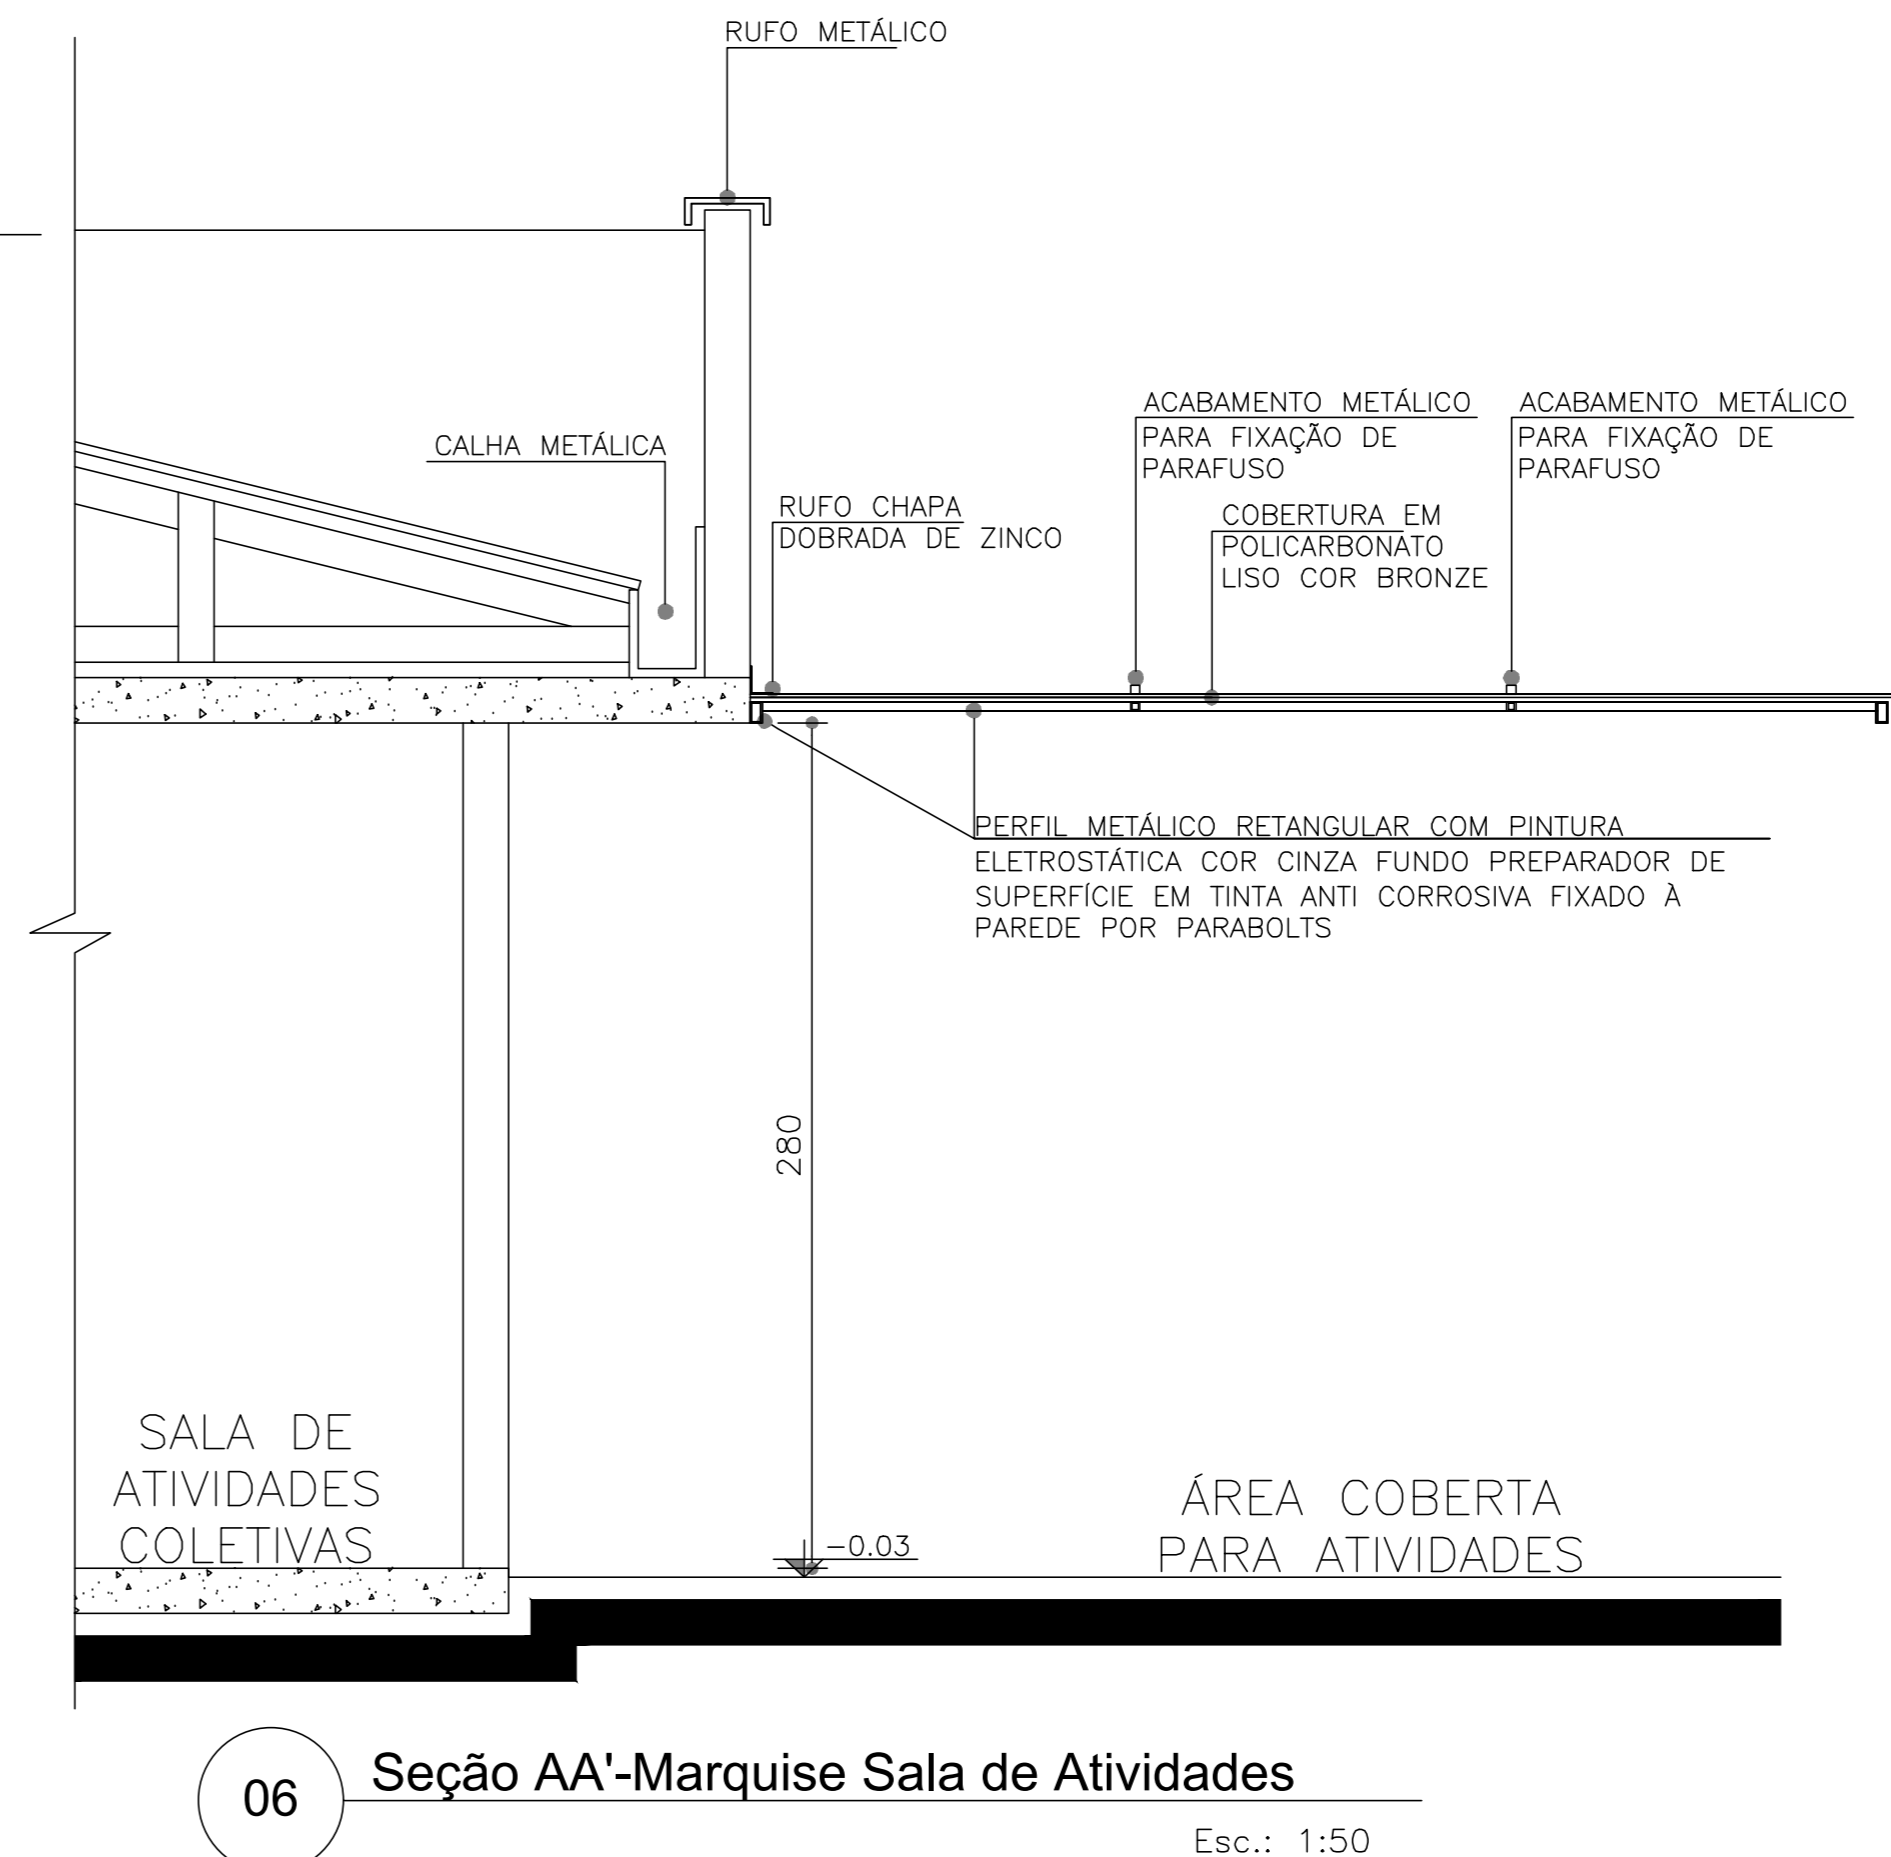 RUFO METÁLICO
CALHA METÁLICA
RUFO CHAPA
DOBRADA DE ZINCO
ACABAMENTO METÁLICO
PARA FIXAÇÃO DE
PARAFUSO
ACABAMENTO METÁLICO
PARA FIXAÇÃO DE
PARAFUSO
COBERTURA EM
POLICARBONATO
LISO COR BRONZE
PERFIL METÁLICO RETANGULAR COM PINTURA
ELETROSTÁTICA COR CINZA FUNDO PREPARADOR DE
SUPERFÍCIE EM TINTA ANTI CORROSIVA FIXADO À
PAREDE POR PARABOLTS
280
SALA DE
ATIVIDADES
COLETIVAS
-0.03
ÁREA COBERTA
PARA ATIVIDADES
06
Seção AA'-Marquise Sala de Atividades
Esc.: 1:50